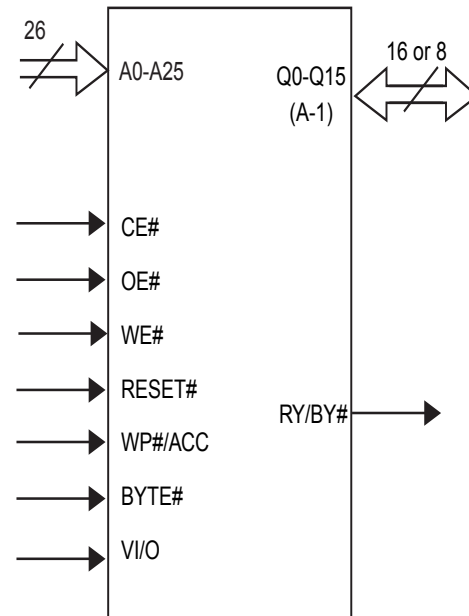 26
A0-A25
16 or 8
Q0-Q15
(A-1)
CE#
OE#
WE#
RESET#
RY/BY#
WP#/ACC
BYTE#
VI/O